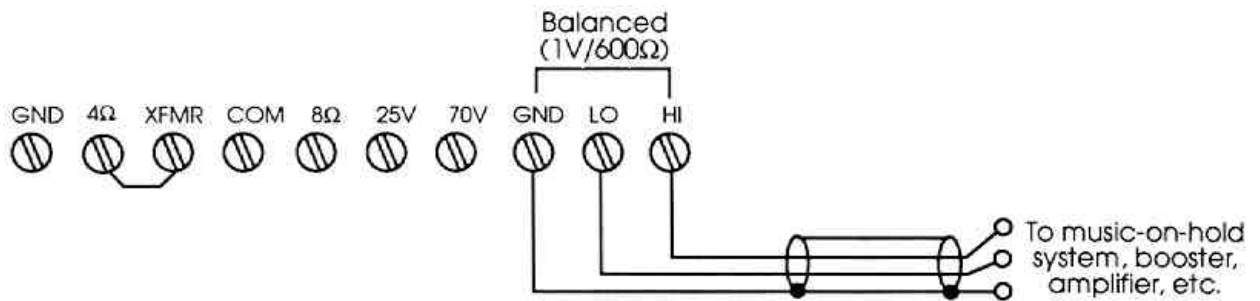 Balanced
(1V/600Ω)
GND 4Ω XFMR COM 8Ω 25V 70V GND LO HI
To music-on-hold
system, booster,
amplifier, etc.